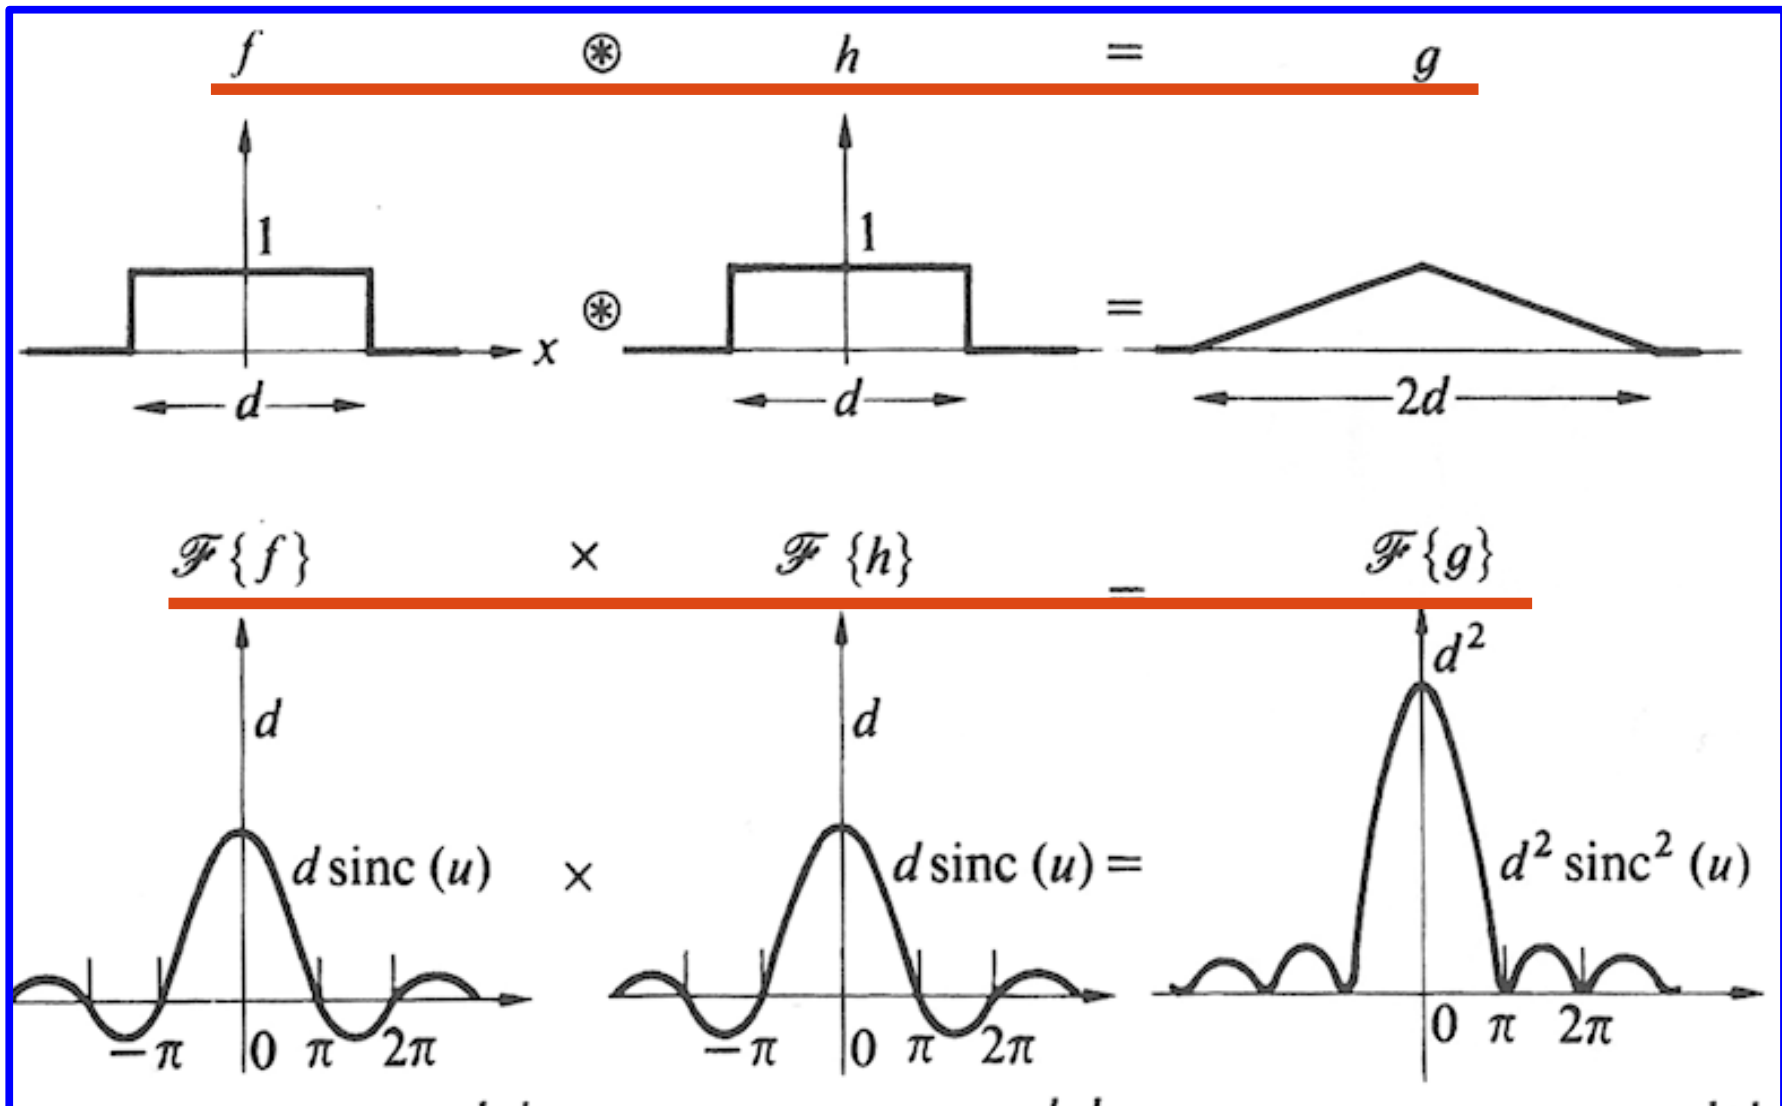 f ⊛ h = g
1 1
⊛ =
x
d d 2d
ℱ{f} × ℱ{h} = ℱ{g}
d d d²
d sinc (u) × d sinc (u) = d² sinc² (u)
−π 0 π 2π −π 0 π 2π 0 π 2π